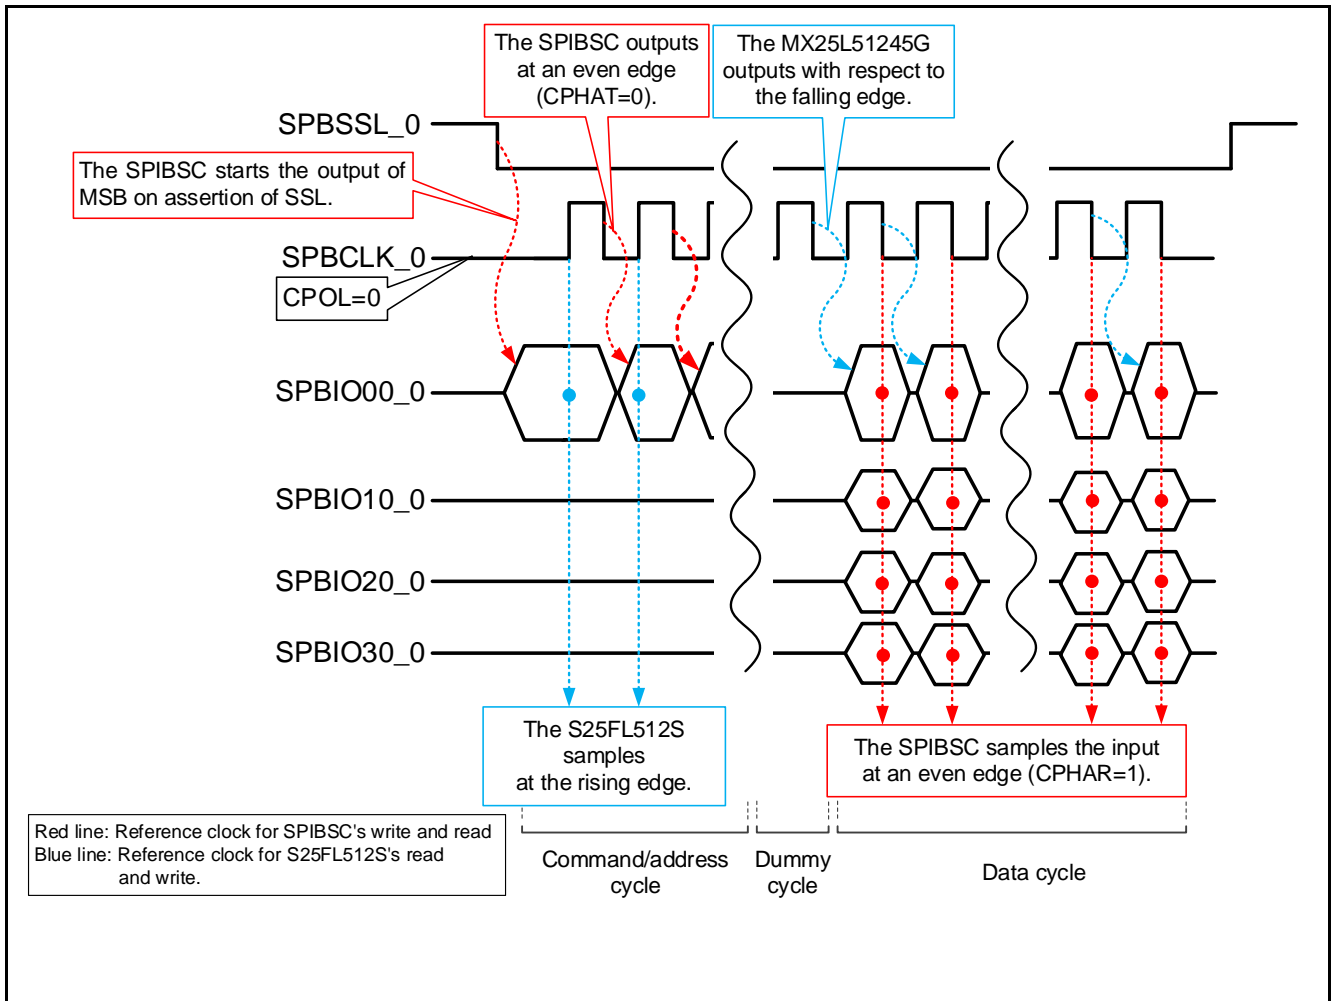 The SPIBSC outputs
at an even edge
(CPHAT=0).
The MX25L51245G
outputs with respect to
the falling edge.
SPBSSL_0
The SPIBSC starts the output of
MSB on assertion of SSL.
SPBCLK_0
CPOL=0
SPBIO00_0
SPBIO10_0
SPBIO20_0
SPBIO30_0
The S25FL512S
samples
at the rising edge.
The SPIBSC samples the input
at an even edge (CPHAR=1).
Red line: Reference clock for SPIBSC's write and read
Blue line: Reference clock for S25FL512S's read
and write.
Command/address
cycle
Dummy
cycle
Data cycle